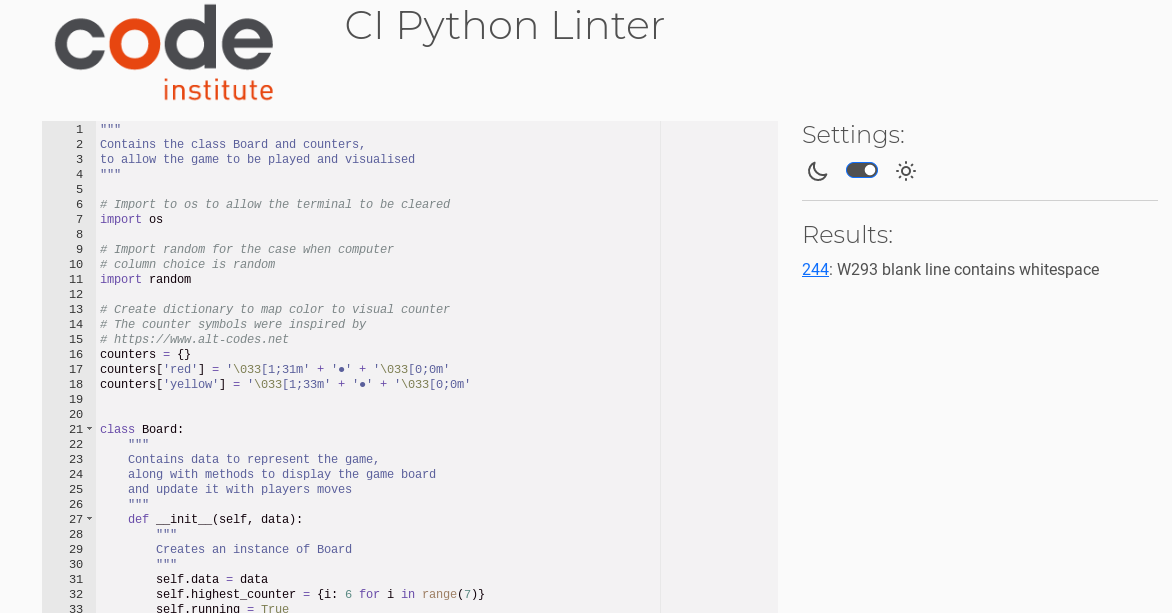 code
institute
CI Python Linter
1 """
2 Contains the class Board and counters,
3 to allow the game to be played and visualised
4 """
5
6 # Import to os to allow the terminal to be cleared
7 import os
8
9 # Import random for the case when computer
10 # column choice is random
11 import random
12
13 # Create dictionary to map color to visual counter
14 # The counter symbols were inspired by
15 # https://www.alt-codes.net
16 counters = {}
17 counters['red'] = '\033[1;31m' + '●' + '\033[0;0m'
18 counters['yellow'] = '\033[1;33m' + '●' + '\033[0;0m'
19
20
21 class Board:
22     """
23     Contains data to represent the game,
24     along with methods to display the game board
25     and update it with players moves
26     """
27     def __init__(self, data):
28         """
29         Creates an instance of Board
30         """
31         self.data = data
32         self.highest_counter = {i: 6 for i in range(7)}
33         self.running = True
Settings:
Results:
244: W293 blank line contains whitespace